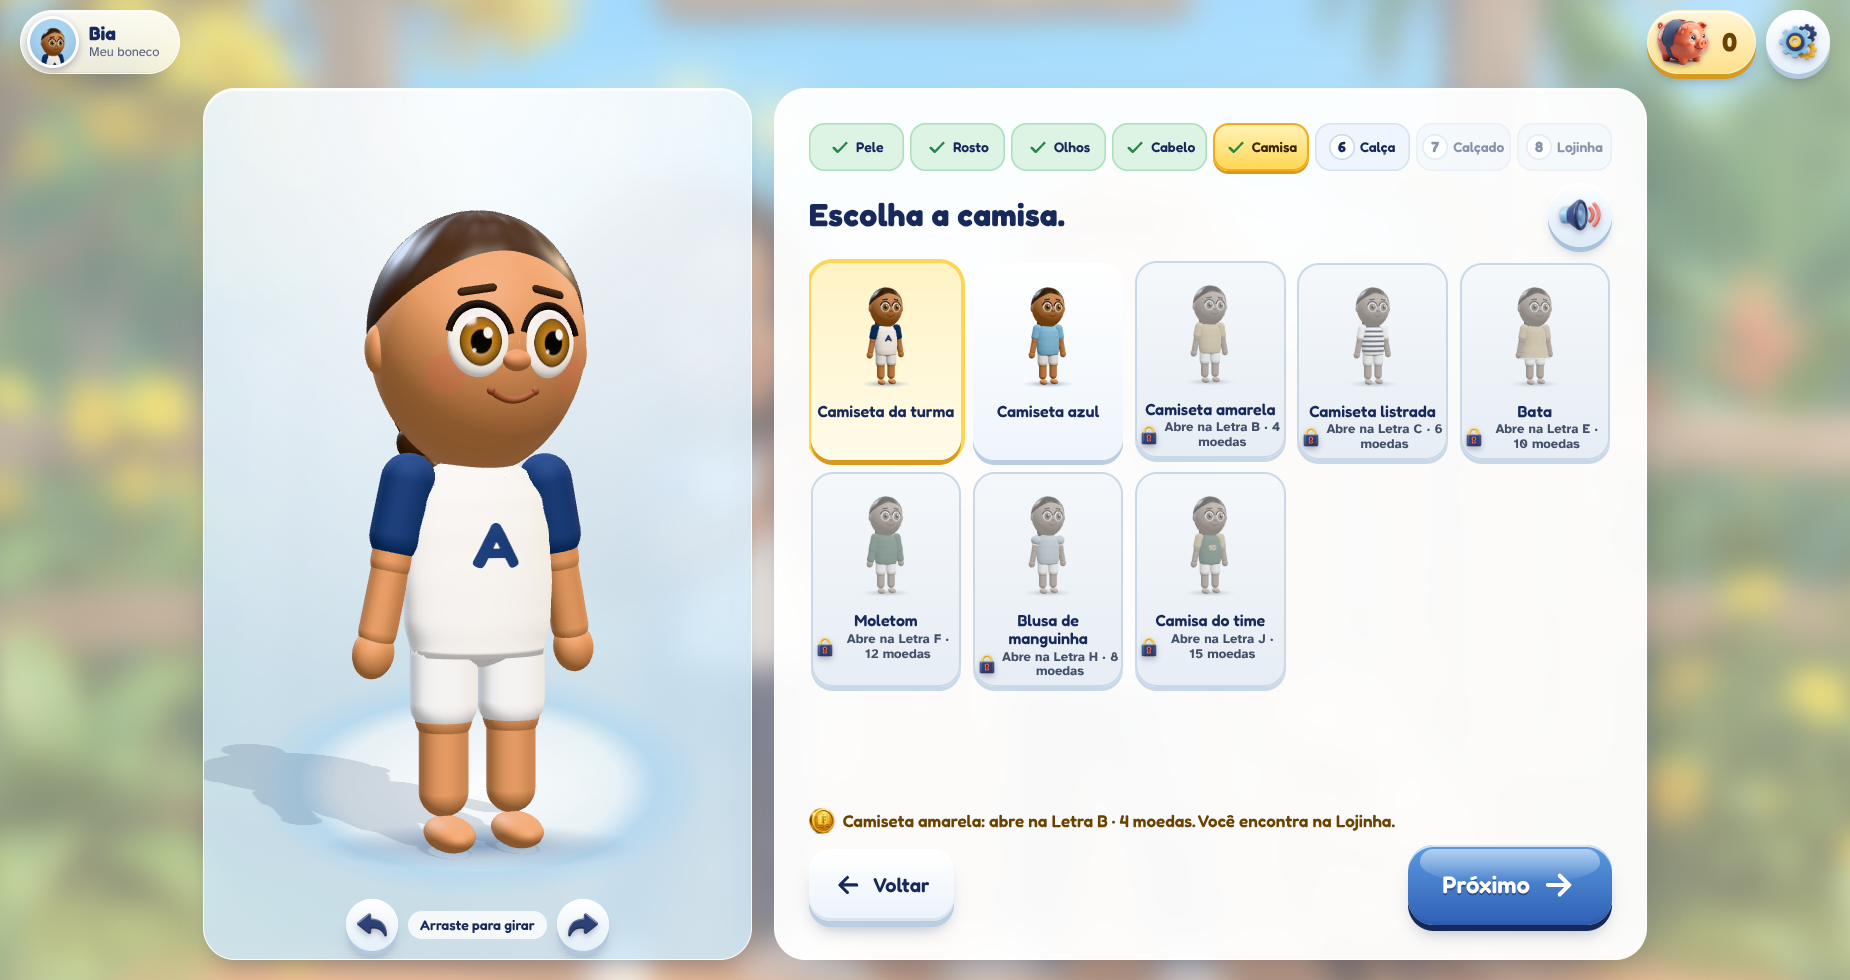 Bia
Meu boneco
0
Pele
Rosto
Olhos
Cabelo
Camisa
6 Calça
7 Calçado
8 Lojinha
Escolha a camisa.
A
A
Camiseta da turma
Camiseta azul
Camiseta amarela
Abre na Letra B · 4
moedas
Camiseta listrada
Abre na Letra C · 6
moedas
Bata
Abre na Letra E ·
10 moedas
Moletom
Abre na Letra F ·
12 moedas
Blusa de
manguinha
Abre na Letra H · 8
moedas
10
Camisa do time
Abre na Letra J ·
15 moedas
Camiseta amarela: abre na Letra B · 4 moedas. Você encontra na Lojinha.
Voltar
Próximo
Arraste para girar